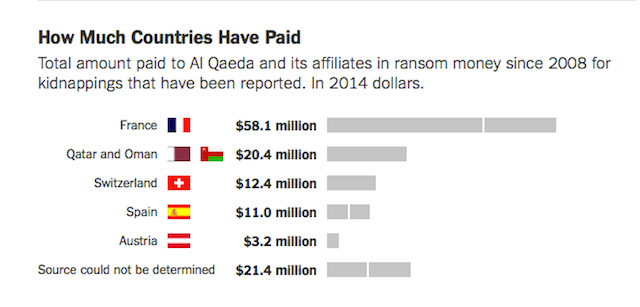 How Much Countries Have Paid
Total amount paid to Al Qaeda and its affiliates in ransom money since 2008 for
kidnappings that have been reported. In 2014 dollars.
France $58.1 million
Qatar and Oman $20.4 million
Switzerland $12.4 million
Spain $11.0 million
Austria $3.2 million
Source could not be determined $21.4 million